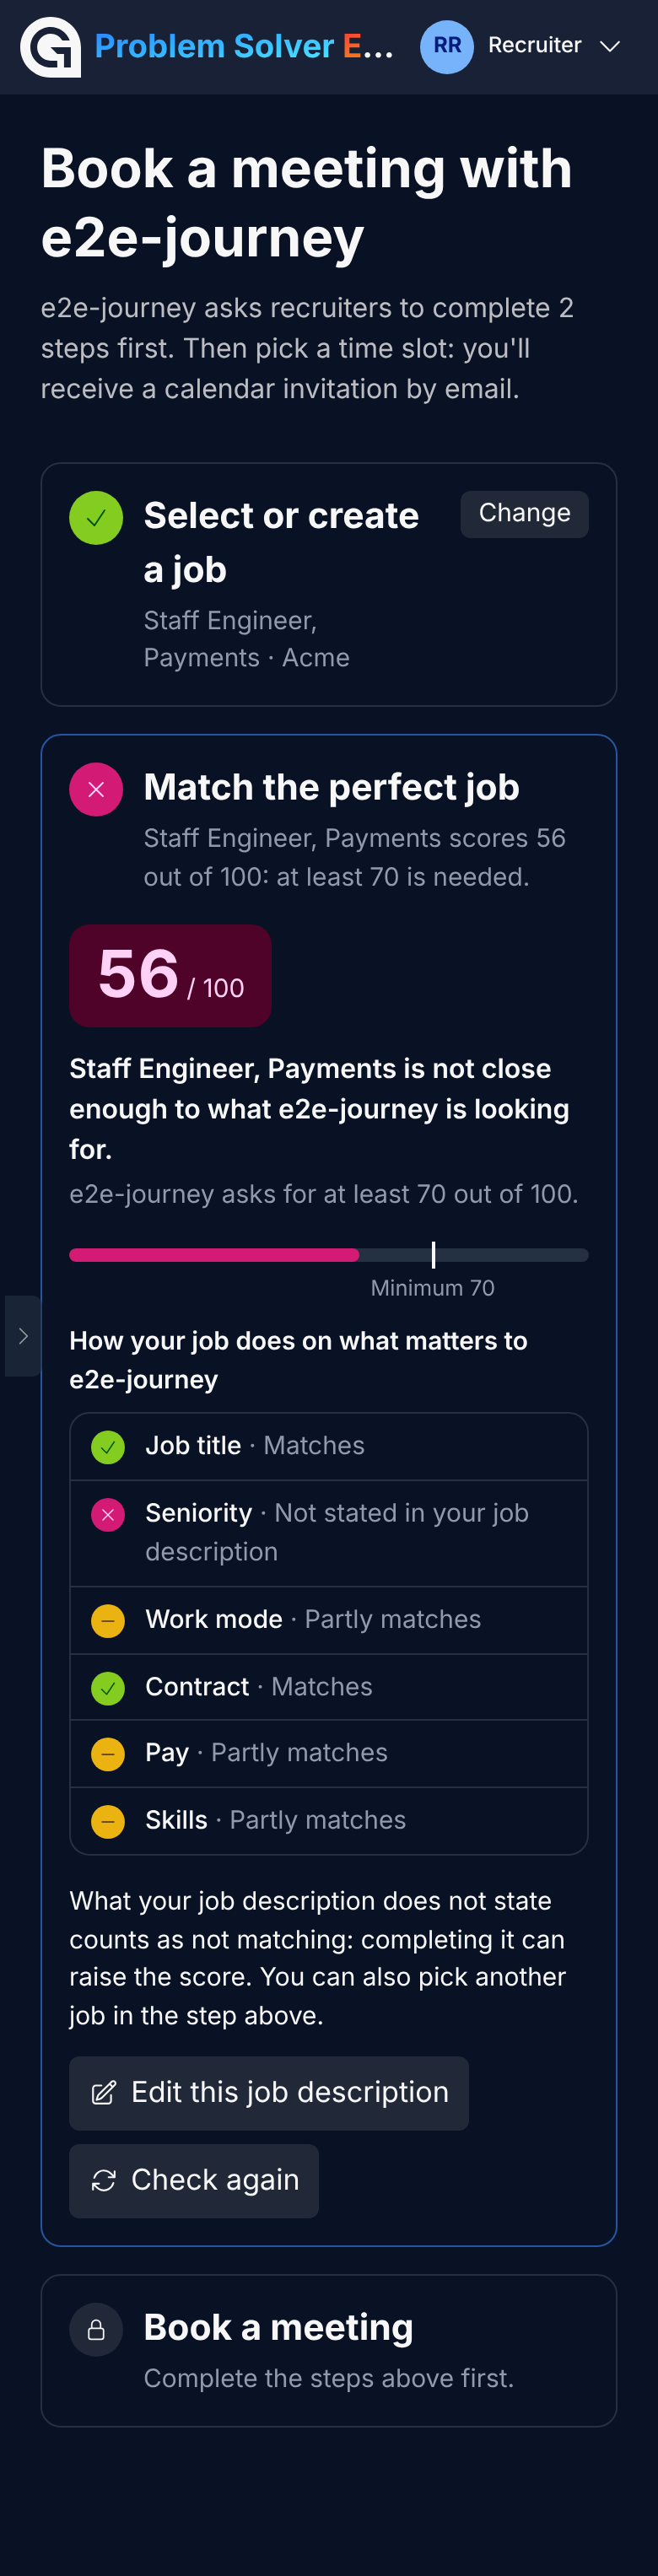 Problem Solver E...
RR
Recruiter
Book a meeting with
e2e-journey
e2e-journey asks recruiters to complete 2
steps first. Then pick a time slot: you'll
receive a calendar invitation by email.
Select or create
a job
Change
Staff Engineer,
Payments · Acme
Match the perfect job
Staff Engineer, Payments scores 56
out of 100: at least 70 is needed.
56 / 100
Staff Engineer, Payments is not close
enough to what e2e-journey is looking
for.
e2e-journey asks for at least 70 out of 100.
Minimum 70
How your job does on what matters to
e2e-journey
Job title · Matches
Seniority · Not stated in your job
description
Work mode · Partly matches
Contract · Matches
Pay · Partly matches
Skills · Partly matches
What your job description does not state
counts as not matching: completing it can
raise the score. You can also pick another
job in the step above.
Edit this job description
Check again
Book a meeting
Complete the steps above first.